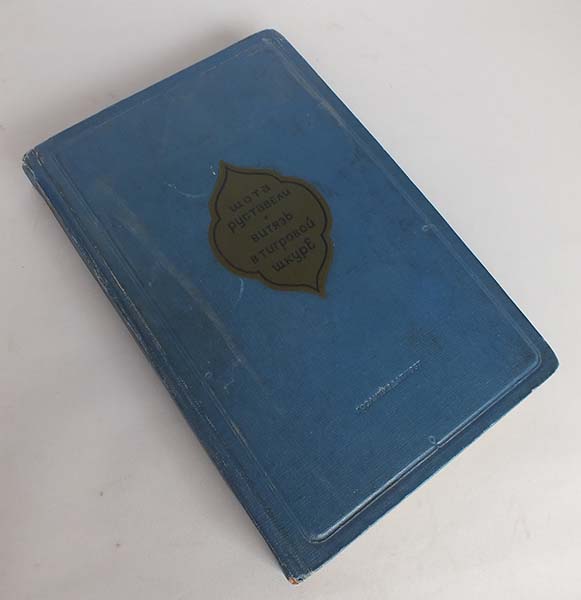 шота
руставели
•
витязь
в тигровой
шкуре